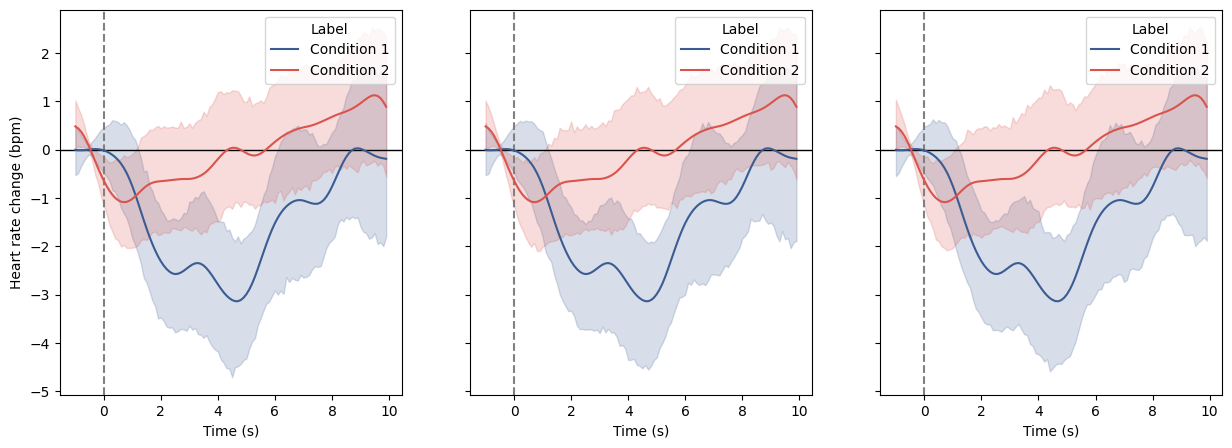 Label
Condition 1
Condition 2
2
1
0
−1
−2
−3
−4
−5
Heart rate change (bpm)
0 2 4 6 8 10
Time (s)
Label
Condition 1
Condition 2
0 2 4 6 8 10
Time (s)
Label
Condition 1
Condition 2
0 2 4 6 8 10
Time (s)